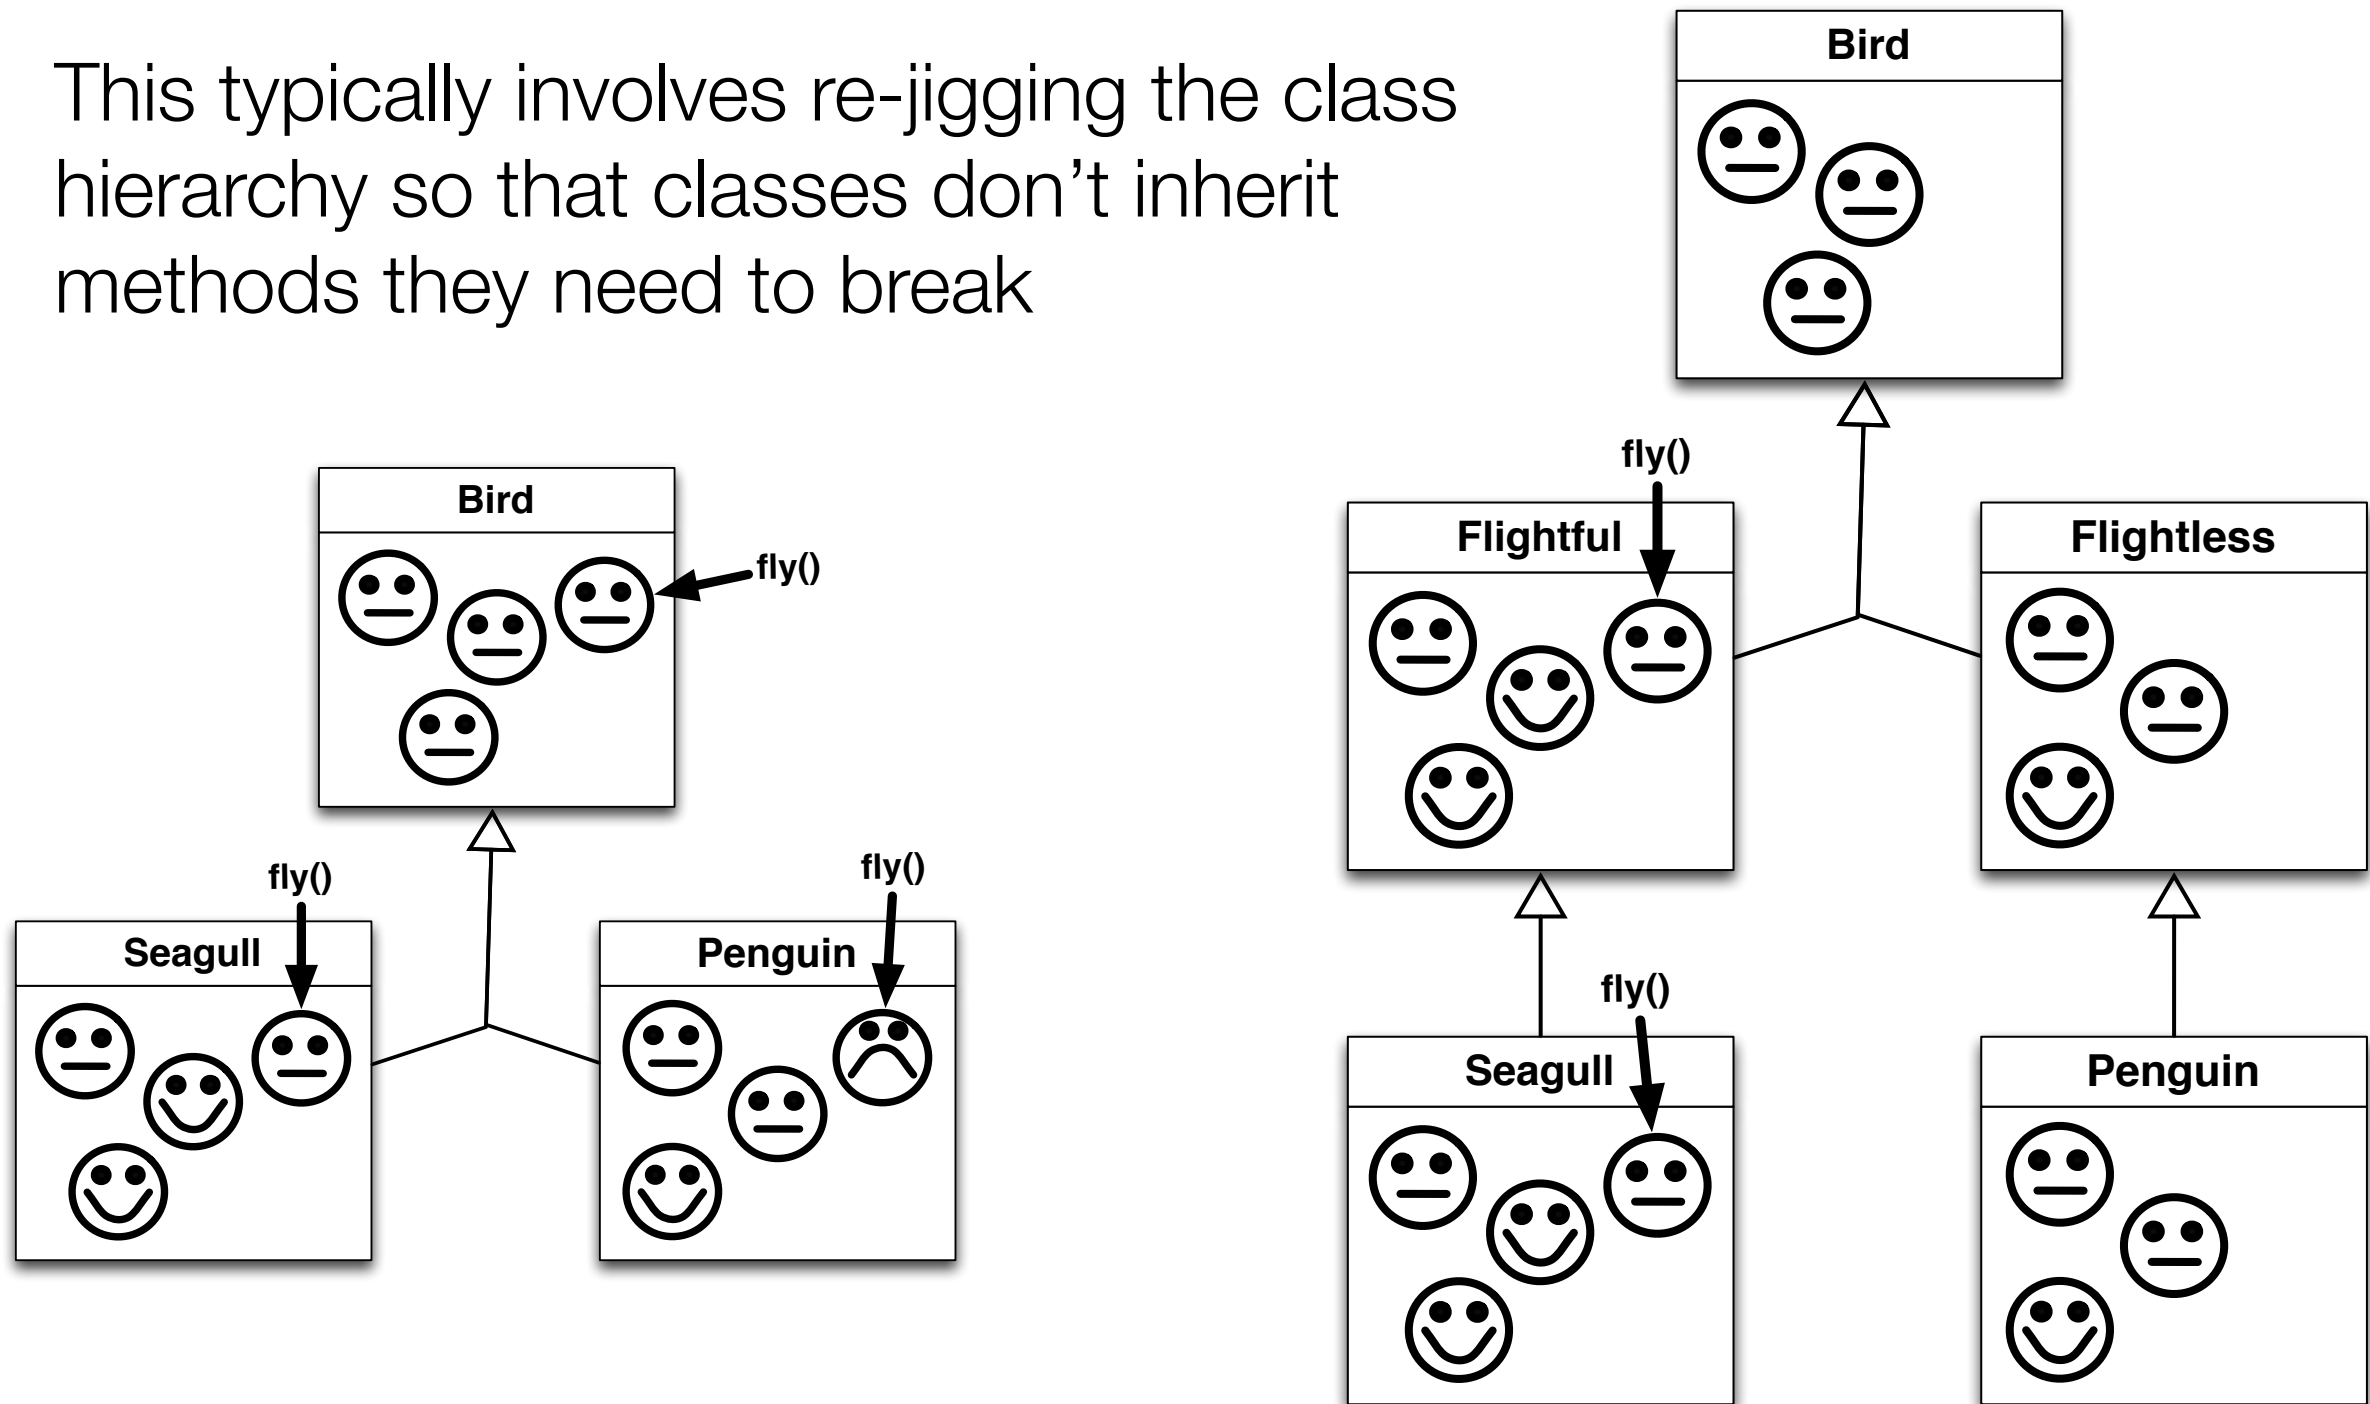 This typically involves re-jigging the class
hierarchy so that classes don’t inherit
methods they need to break
Bird
fly()
fly()
fly()
Seagull
Penguin
Bird
fly()
Flightful
Flightless
fly()
Seagull
Penguin